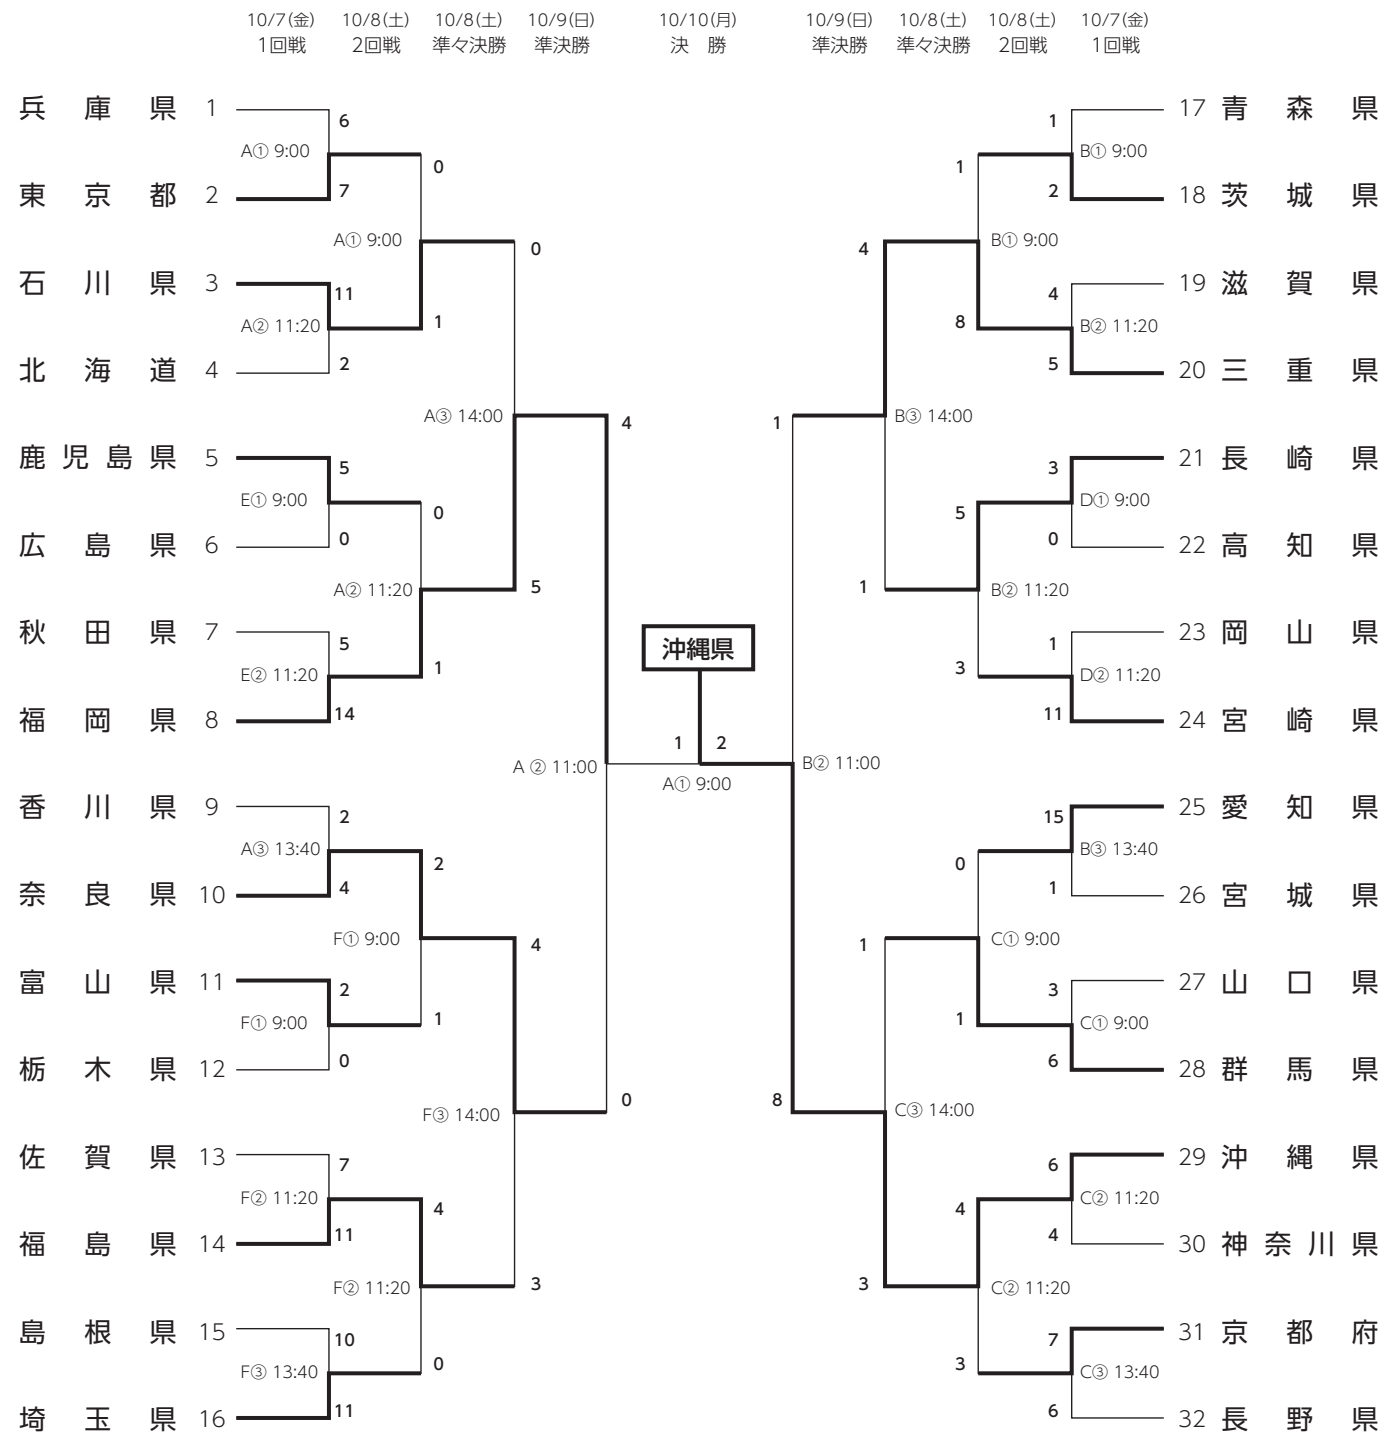 10/7(金) 10/8(土) 10/8(土) 10/9(日) 10/10(月) 10/9(日) 10/8(土) 10/8(土) 10/7(金)
1回戦 2回戦 準々決勝 準決勝 決 勝 準決勝 準々決勝 2回戦 1回戦
兵庫県 1 17 青森県
6 1
A① 9:00 B① 9:00
0 1
東京都 2 7 2 18 茨城県
A① 9:00 B① 9:00
0 4
石川県 3 19 滋賀県
11 4
A② 11:20 1 8 B② 11:20
北海道 4 2 5 20 三重県
A③ 14:00 4 1 B③ 14:00
鹿児島県 5 21 長崎県
5 3
E① 9:00 0 5 D① 9:00
広島県 6 0 0 22 高知県
A② 11:20 5 1 B② 11:20
秋田県 7 23 岡山県
5 1
沖縄県
E② 11:20 1 3 D② 11:20
福岡県 8 14 11 24 宮崎県
1 2
A ② 11:00 B② 11:00
A① 9:00
香川県 9 25 愛知県
2 15
A③ 13:40 B③ 13:40
2 0
奈良県 10 4 1 26 宮城県
F① 9:00 4 1 C① 9:00
富山県 11 27 山口県
2 3
F① 9:00 1 1 C① 9:00
栃木県 12 0 6 28 群馬県
0 8
F③ 14:00 C③ 14:00
佐賀県 13 29 沖縄県
7 6
F② 11:20 4 4 C② 11:20
福島県 14 11 4 30 神奈川県
F② 11:20 3 3 C② 11:20
島根県 15 31 京都府
10 7
F③ 13:40 0 3 C③ 13:40
埼玉県 16 11 6 32 長野県